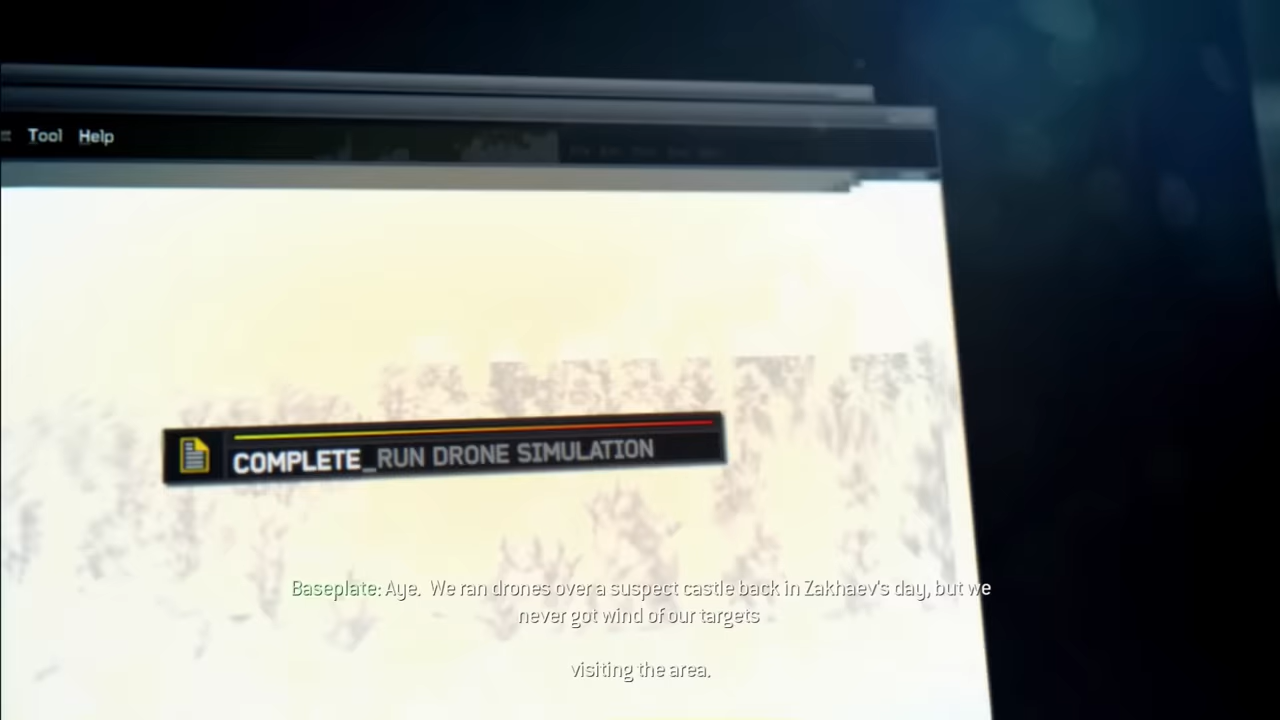 Tool Help
COMPLETE_RUN DRONE SIMULATION
Baseplate: Aye. We ran drones over a suspect castle back in Zakhaev's day, but we
never got wind of our targets
visiting the area.